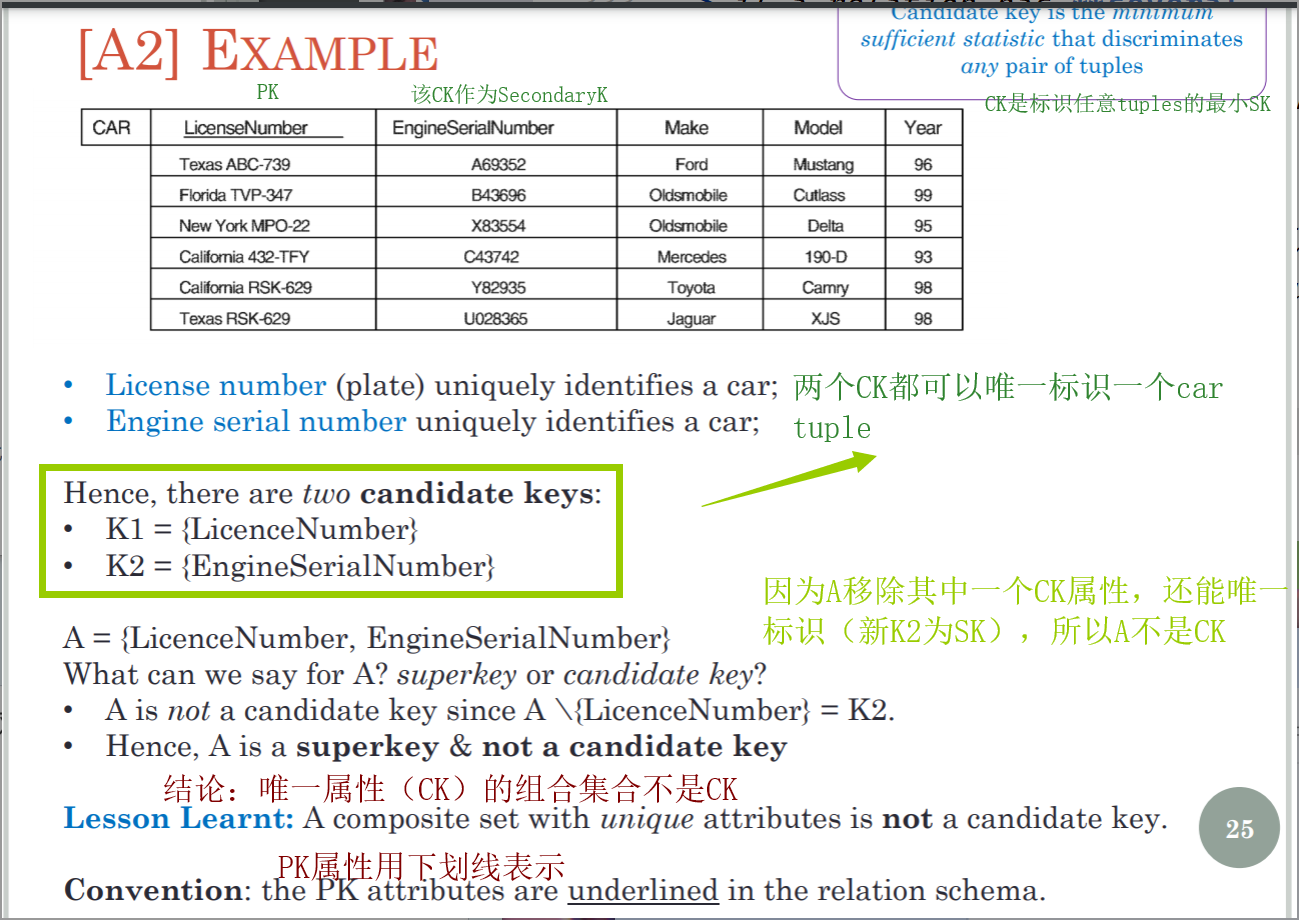 Candidate key is the minimum
sufficient statistic that discriminates
any pair of tuples
[A2] EXAMPLE
PK
该CK作为SecondaryK
CK是标识任意tuples的最小SK
CAR LicenseNumber EngineSerialNumber Make Model Year
Texas ABC-739 A69352 Ford Mustang 96
Florida TVP-347 B43696 Oldsmobile Cutlass 99
New York MPO-22 X83554 Oldsmobile Delta 95
California 432-TFY C43742 Mercedes 190-D 93
California RSK-629 Y82935 Toyota Camry 98
Texas RSK-629 U028365 Jaguar XJS 98
• License number (plate) uniquely identifies a car;
• Engine serial number uniquely identifies a car;
两个CK都可以唯一标识一个car
tuple
Hence, there are two candidate keys:
• K1 = {LicenceNumber}
• K2 = {EngineSerialNumber}
因为A移除其中一个CK属性，还能唯一
标识（新K2为SK），所以A不是CK
A = {LicenceNumber, EngineSerialNumber}
What can we say for A? superkey or candidate key?
• A is not a candidate key since A \{LicenceNumber} = K2.
• Hence, A is a superkey & not a candidate key
结论：唯一属性（CK）的组合集合不是CK
Lesson Learnt: A composite set with unique attributes is not a candidate key.
25
PK属性用下划线表示
Convention: the PK attributes are underlined in the relation schema.